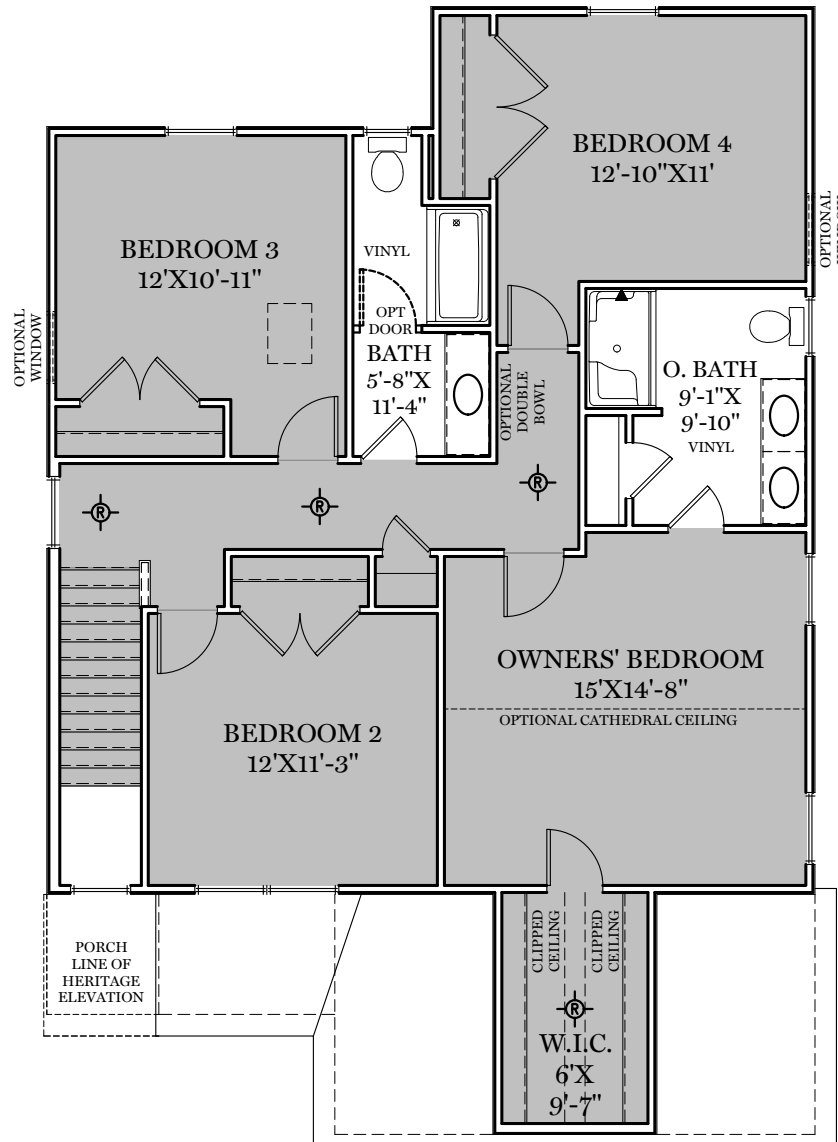 BEDROOM 4
12'-10"X11'
OPTIONAL
BEDROOM 3
12'X10'-11"
VINYL
OPT
DOOR
OPTIONAL
WINDOW
BATH
5'-8"X
11'-4"
OPTIONAL
DOUBLE
BOWL
O. BATH
9'-1"X
9'-10"
VINYL
R
R
R
OWNERS' BEDROOM
15'X14'-8"
OPTIONAL CATHEDRAL CEILING
BEDROOM 2
12'X11'-3"
PORCH
LINE OF
HERITAGE
ELEVATION
CLIPPED
CEILING
CLIPPED
CEILING
R
W.I.C.
6'X
9'-7"